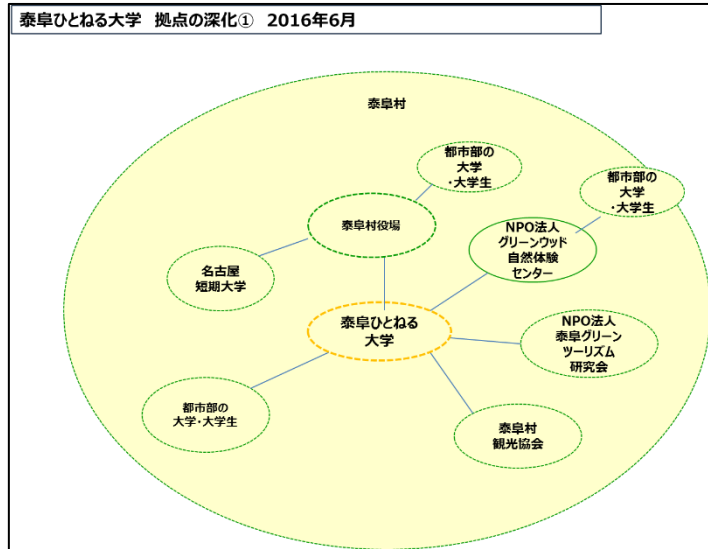 泰阜ひとねる大学 拠点の深化① 2016年6月
泰阜村
都市部の
大学
・大学生
都市部の
大学
・大学生
泰阜村役場
NPO法人
グリーンウッド
自然体験
センター
名古屋
短期大学
泰阜ひとねる
大学
NPO法人
泰阜グリーン
ツーリズム
研究会
都市部の
大学・大学生
泰阜村
観光協会